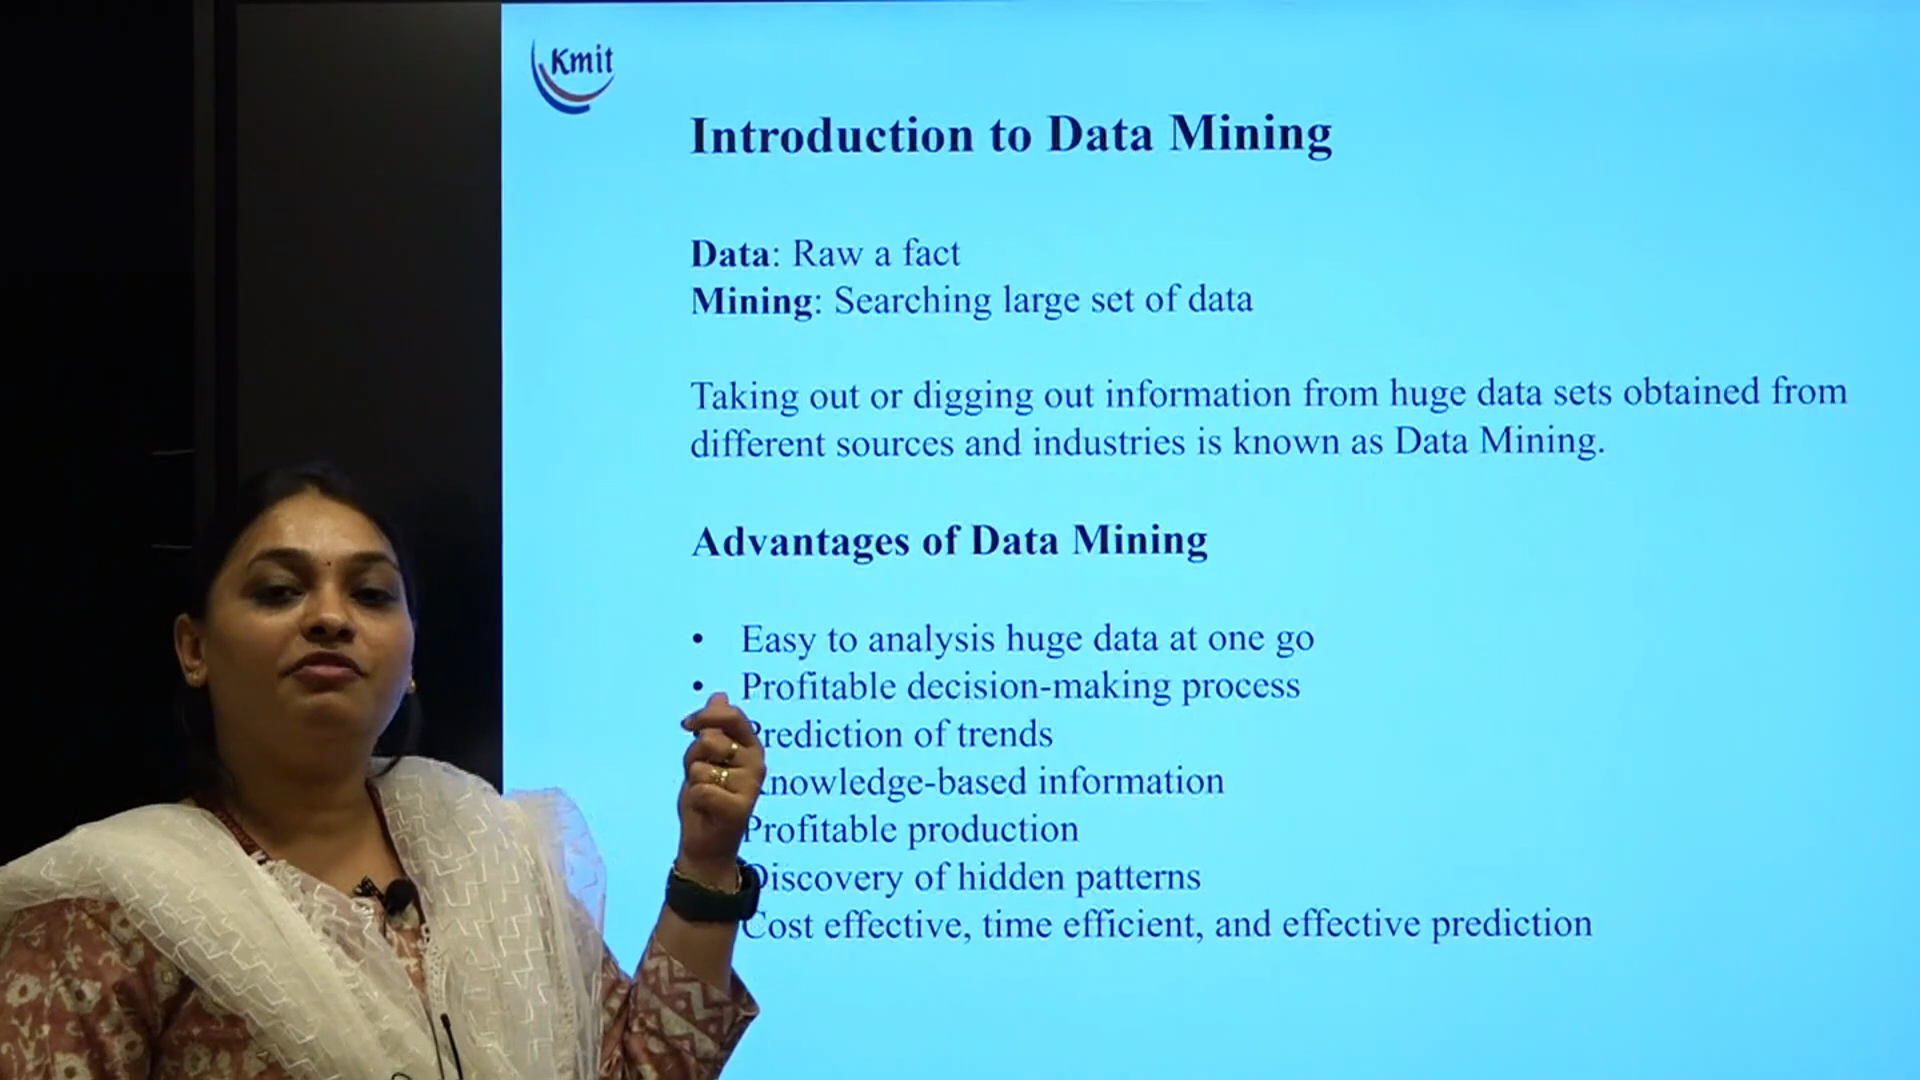 Kmit
Introduction to Data Mining
Data: Raw a fact
Mining: Searching large set of data
Taking out or digging out information from huge data sets obtained from
different sources and industries is known as Data Mining.
Advantages of Data Mining
• Easy to analysis huge data at one go
• Profitable decision-making process
Prediction of trends
Knowledge-based information
Profitable production
Discovery of hidden patterns
Cost effective, time efficient, and effective prediction